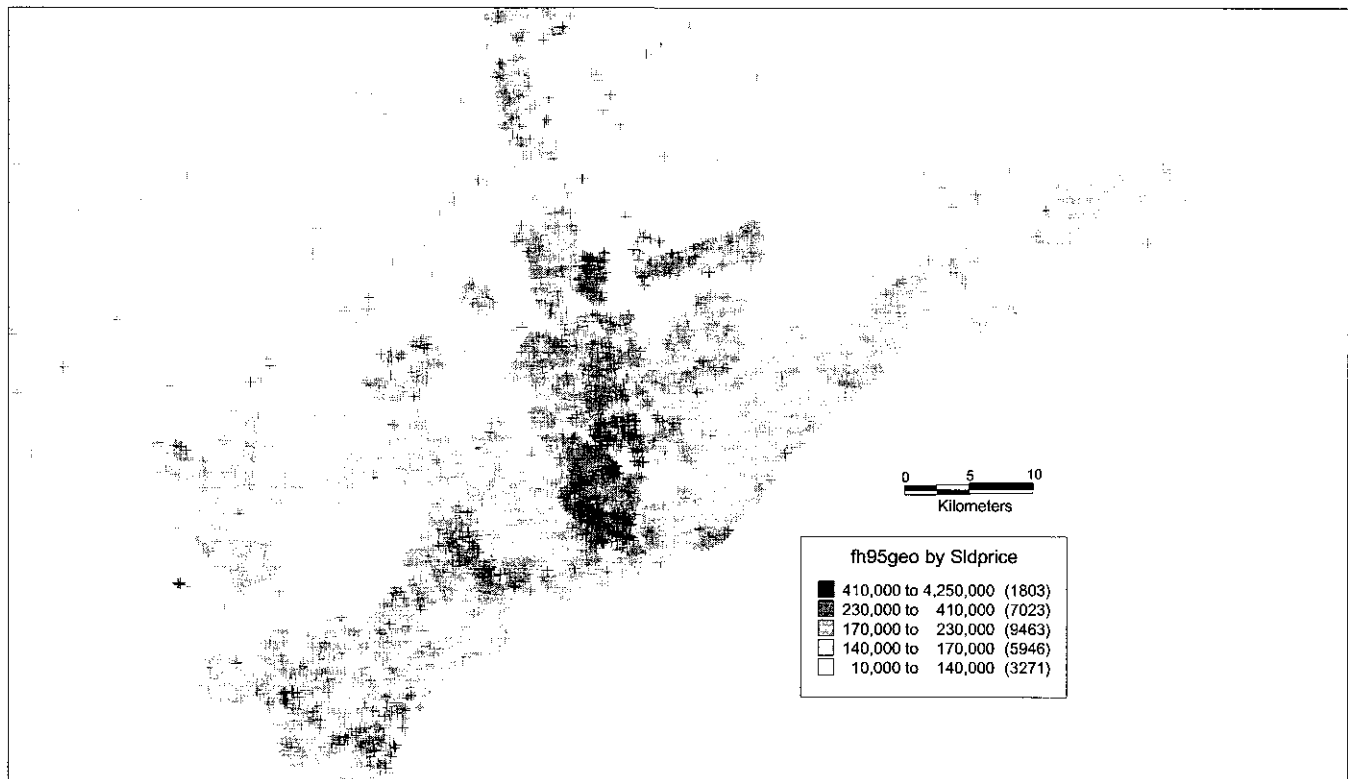 0 5 10
Kilometers
fh95geo by Sldprice
410,000 to 4,250,000 (1803)
230,000 to 410,000 (7023)
170,000 to 230,000 (9463)
140,000 to 170,000 (5946)
10,000 to 140,000 (3271)